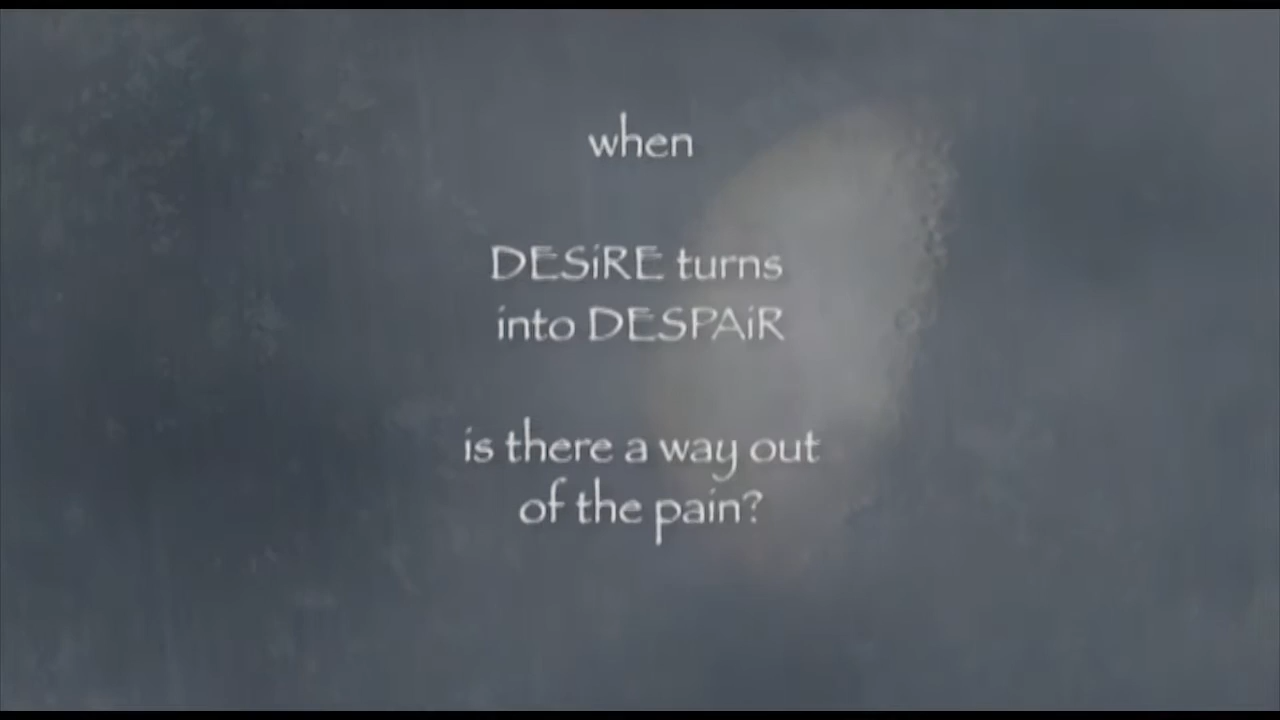 when
DESiRE turns
into DESPAiR
is there a way out
of the pain?